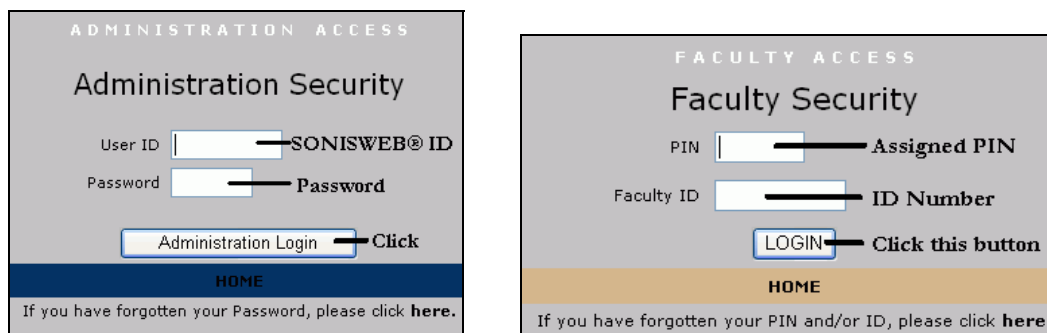 ADMINISTRATION ACCESS
Administration Security
User ID SONISWEB® ID
Password Password
Administration Login Click
HOME
If you have forgotten your Password, please click here.
FACULTY ACCESS
Faculty Security
PIN Assigned PIN
Faculty ID ID Number
LOGIN Click this button
HOME
If you have forgotten your PIN and/or ID, please click here